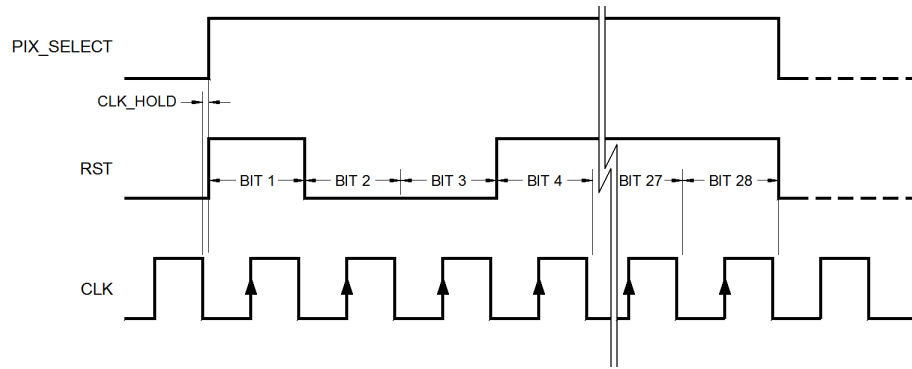 PIX_SELECT
CLK_HOLD
RST
BIT 1 BIT 2 BIT 3 BIT 4 BIT 27 BIT 28
CLK